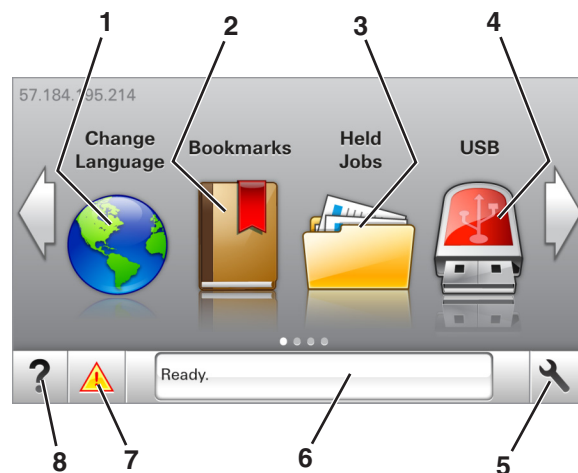 1 2 3 4
57.184.195.214
Change Language
Bookmarks
Held Jobs
USB
? Ready.
8 7 6 5